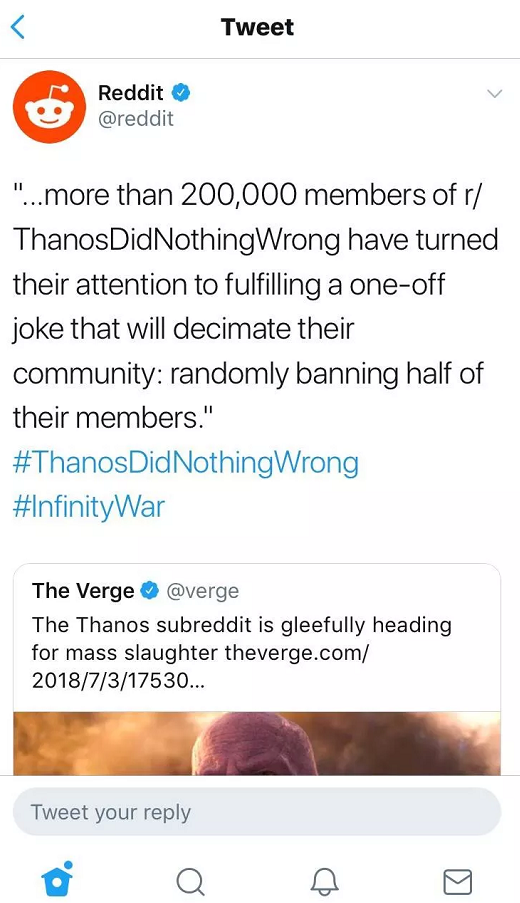 Tweet
Reddit
@reddit
"...more than 200,000 members of r/
ThanosDidNothingWrong have turned
their attention to fulfilling a one-off
joke that will decimate their
community: randomly banning half of
their members."
#ThanosDidNothingWrong
#InfinityWar
The Verge @verge
The Thanos subreddit is gleefully heading
for mass slaughter theverge.com/
2018/7/3/17530...
Tweet your reply